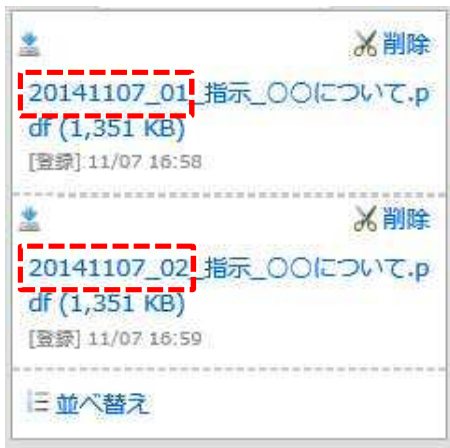 削除
20141107_01_指示_○○について.p
df (1,351 KB)
[登録] 11/07 16:58
削除
20141107_02_指示_○○について.p
df (1,351 KB)
[登録] 11/07 16:59
並べ替え